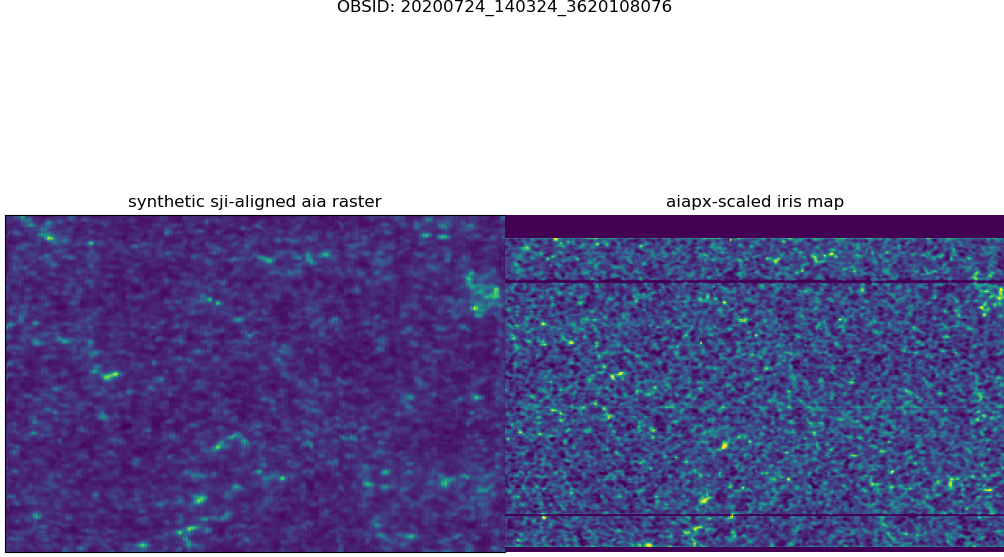 OBSID: 20200724_140324_3620108076
synthetic sji-aligned aia raster
aiapx-scaled iris map